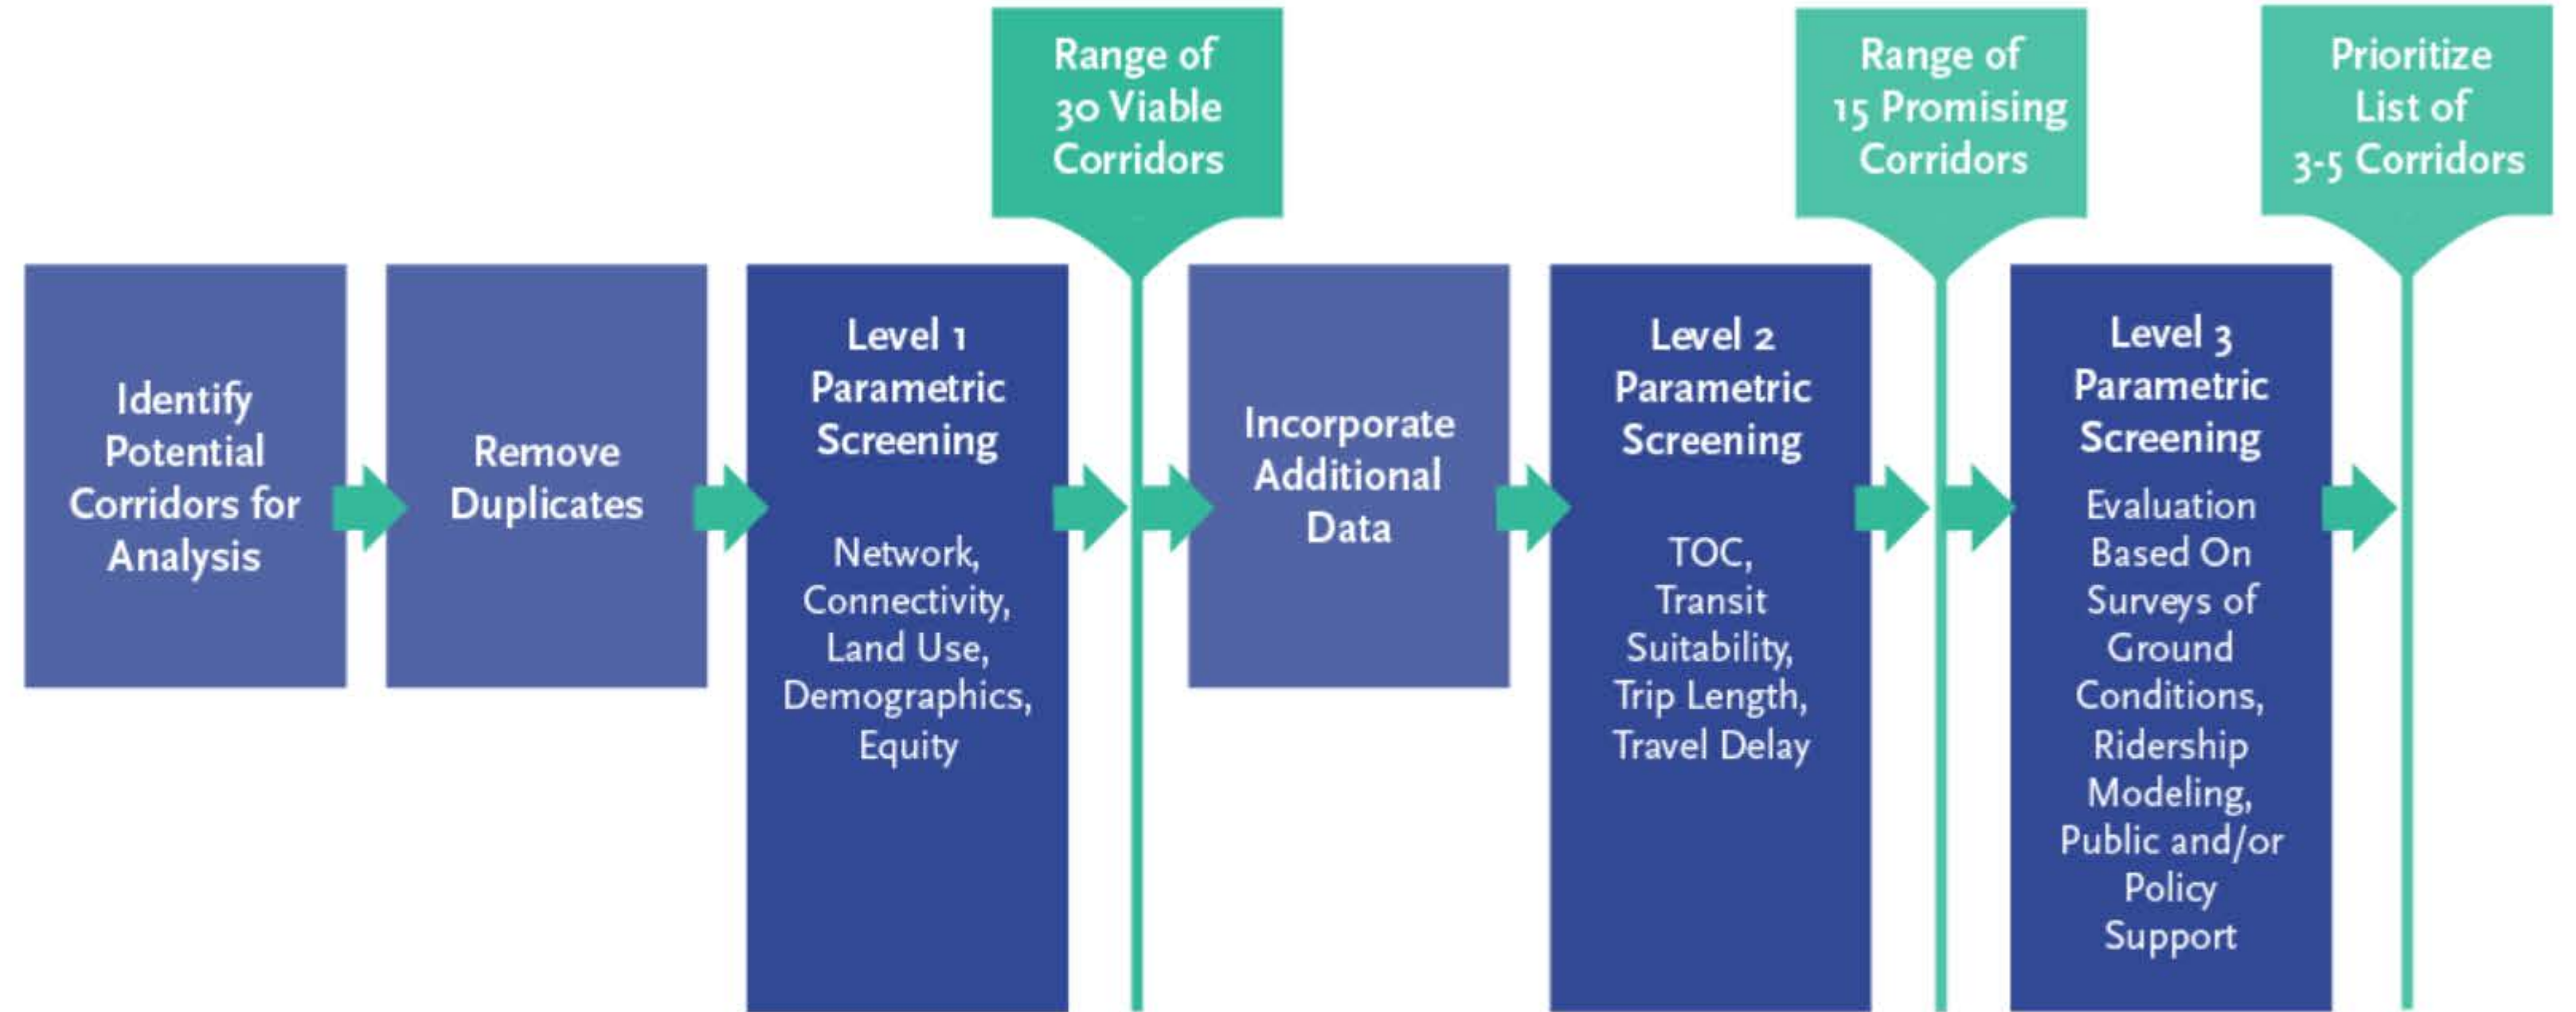 Identify
Potential
Corridors for
Analysis
Remove
Duplicates
Level 1
Parametric
Screening
Network,
Connectivity,
Land Use,
Demographics,
Equity
Range of
30 Viable
Corridors
Incorporate
Additional
Data
Level 2
Parametric
Screening
TOC,
Transit
Suitability,
Trip Length,
Travel Delay
Range of
15 Promising
Corridors
Level 3
Parametric
Screening
Evaluation
Based On
Surveys of
Ground
Conditions,
Ridership
Modeling,
Public and/or
Policy
Support
Prioritize
List of
3-5 Corridors